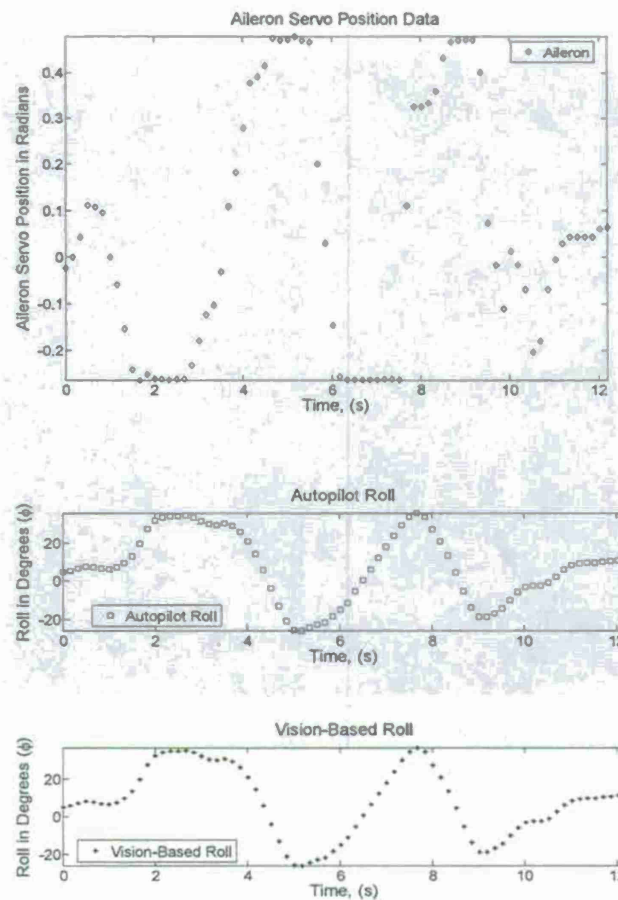 Aileron Servo Position Data
Aileron Servo Position in Radians
0.4
0.3
0.2
0.1
0
-0.1
-0.2
Aileron
0 2 4 6 8 10 12
Time, (s)
Autopilot Roll
Roll in Degrees (ϕ)
20
0
-20
Autopilot Roll
0 2 4 6 8 10 12
Time, (s)
Vision-Based Roll
Roll in Degrees (ϕ)
20
0
-20
Vision-Based Roll
0 2 4 6 8 10 12
Time, (s)